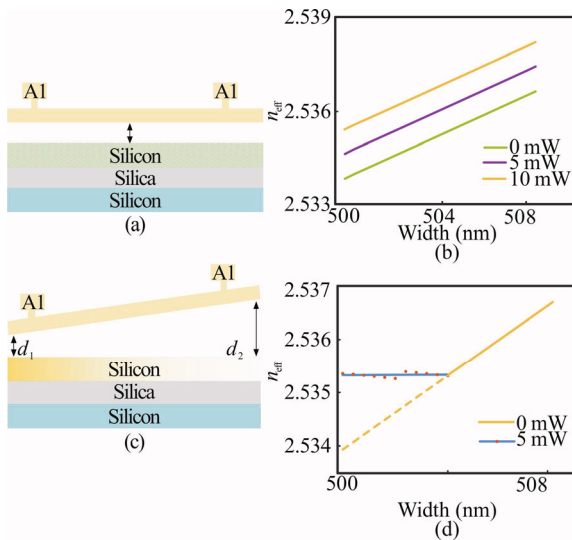 A1 A1
Silicon
Silica
Silicon
(a)
2.539
2.536
2.533
neff
0 mW
5 mW
10 mW
500 504 508
Width (nm)
(b)
A1
A1
d1 d2
Silicon
Silica
Silicon
(c)
2.537
2.536
2.535
2.534
neff
0 mW
5 mW
500 508
Width (nm)
(d)